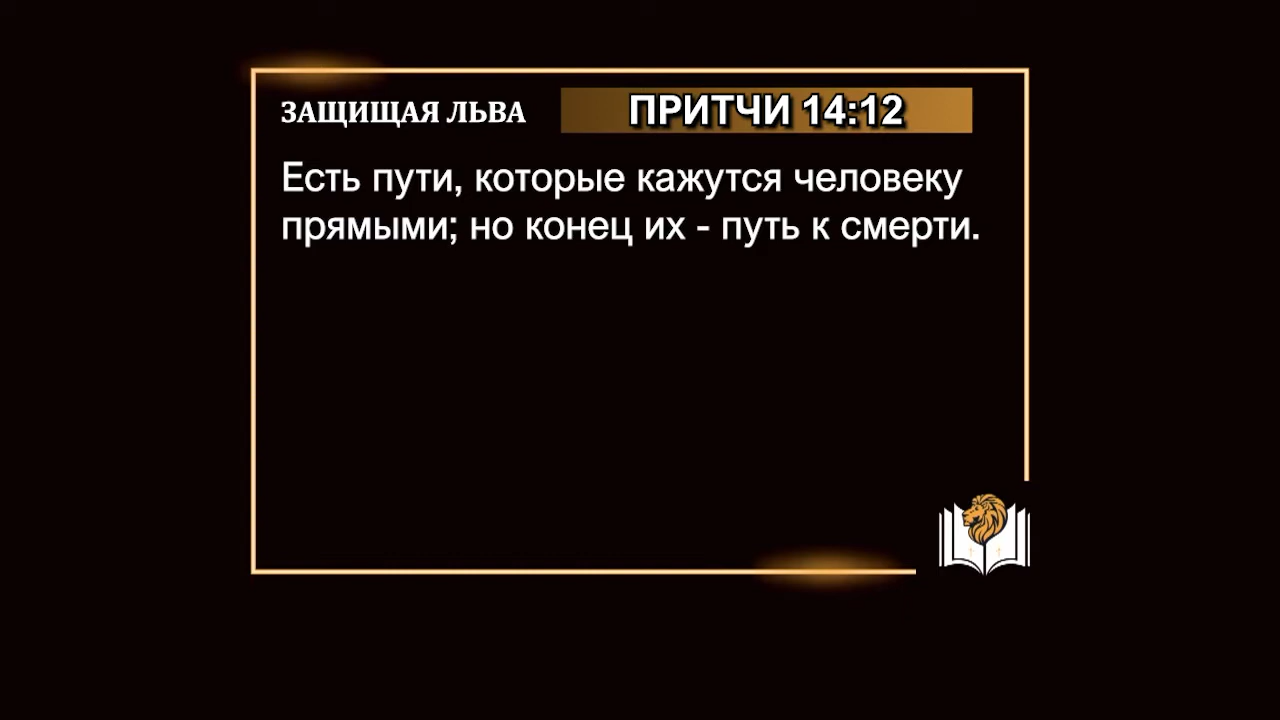 ЗАЩИЩАЯ ЛЬВА
ПРИТЧИ 14:12
Есть пути, которые кажутся человеку
прямыми; но конец их - путь к смерти.